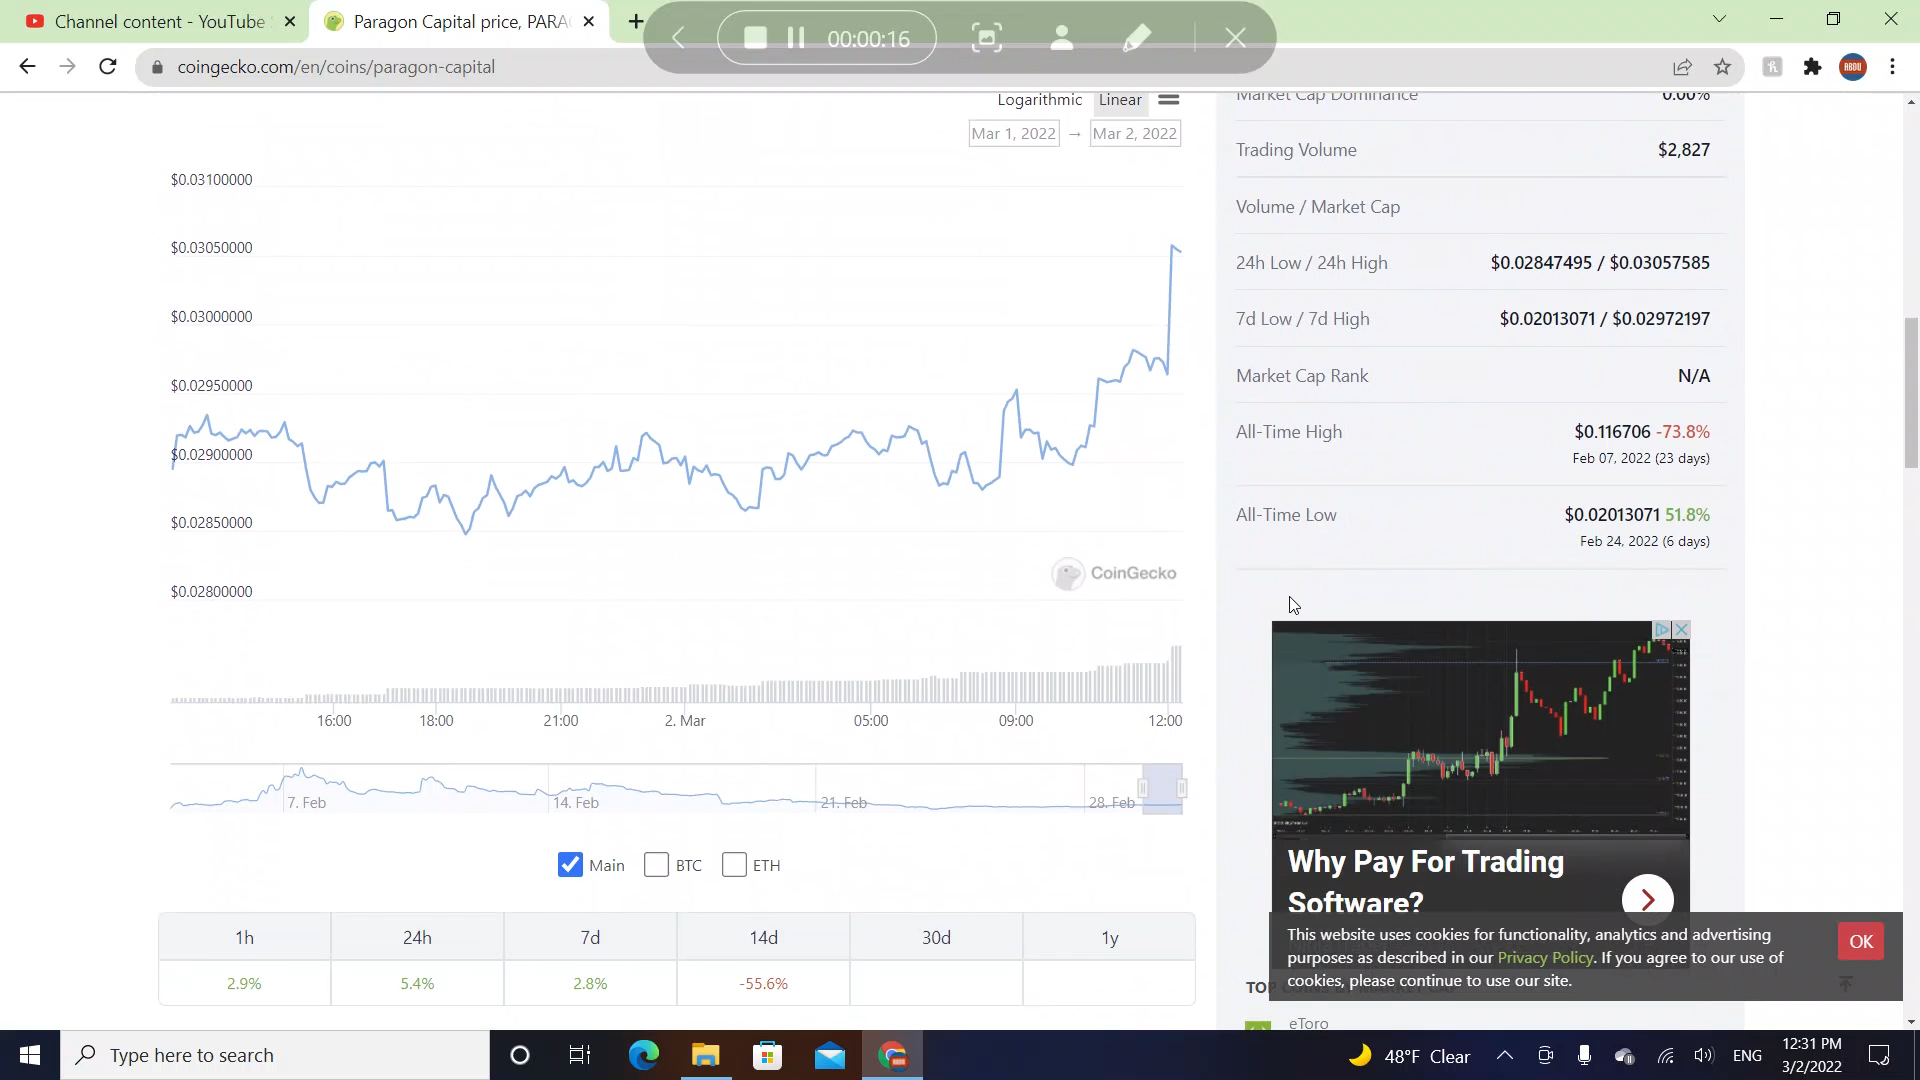 Channel content - YouTube
Paragon Capital price, PARA
00:00:16
coingecko.com/en/coins/paragon-capital
ABDU
Logarithmic Linear
Mar 1, 2022 → Mar 2, 2022
$0.03100000
$0.03050000
$0.03000000
$0.02950000
$0.02900000
$0.02850000
$0.02800000
CoinGecko
16:00 18:00 21:00 2. Mar 05:00 09:00 12:00
7. Feb 14. Feb 21. Feb 28. Feb
Main BTC ETH
1h 24h 7d 14d 30d 1y
2.9% 5.4% 2.8% -55.6%
Market Cap Dominance 0.00%
Trading Volume $2,827
Volume / Market Cap
24h Low / 24h High $0.02847495 / $0.03057585
7d Low / 7d High $0.02013071 / $0.02972197
Market Cap Rank N/A
All-Time High $0.116706 -73.8%
Feb 07, 2022 (23 days)
All-Time Low $0.02013071 51.8%
Feb 24, 2022 (6 days)
Why Pay For Trading
Software?
This website uses cookies for functionality, analytics and advertising
purposes as described in our Privacy Policy. If you agree to our use of
cookies, please continue to use our site.
OK
TOP
eToro
Type here to search
48°F Clear
ENG
12:31 PM
3/2/2022